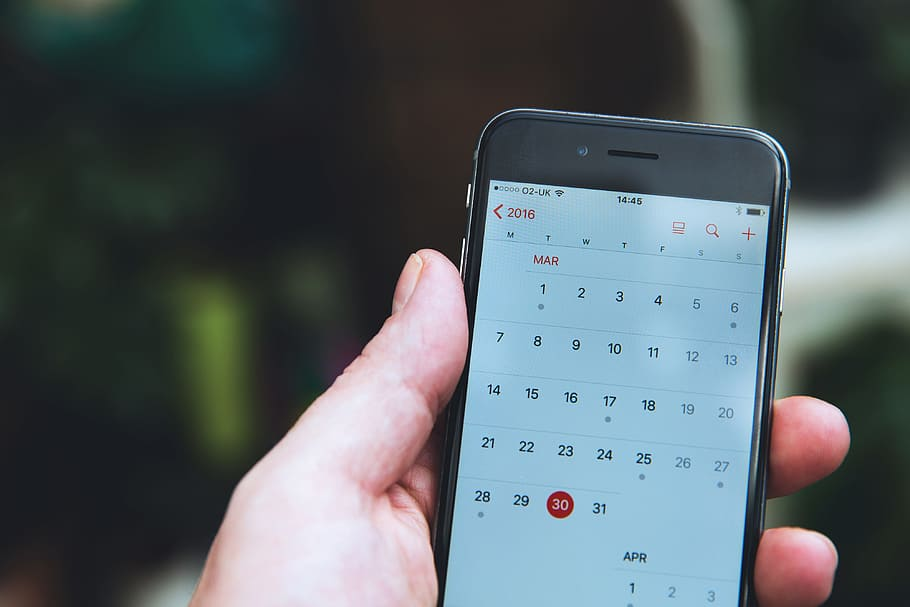 O2-UK 14:45
2016
M T W T F S S
MAR
1 2 3 4 5 6
7 8 9 10 11 12 13
14 15 16 17 18 19 20
21 22 23 24 25 26 27
28 29 30 31
APR
1 2 3